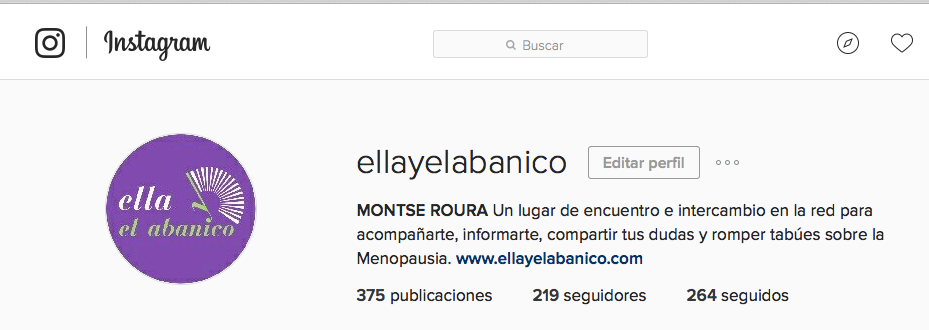 Instagram
Buscar
ella
y
el abanico
ellayelabanico
Editar perfil
MONTSE ROURA Un lugar de encuentro e intercambio en la red para
acompañarte, informarte, compartir tus dudas y romper tabúes sobre la
Menopausia. www.ellayelabanico.com
375 publicaciones 219 seguidores 264 seguidos